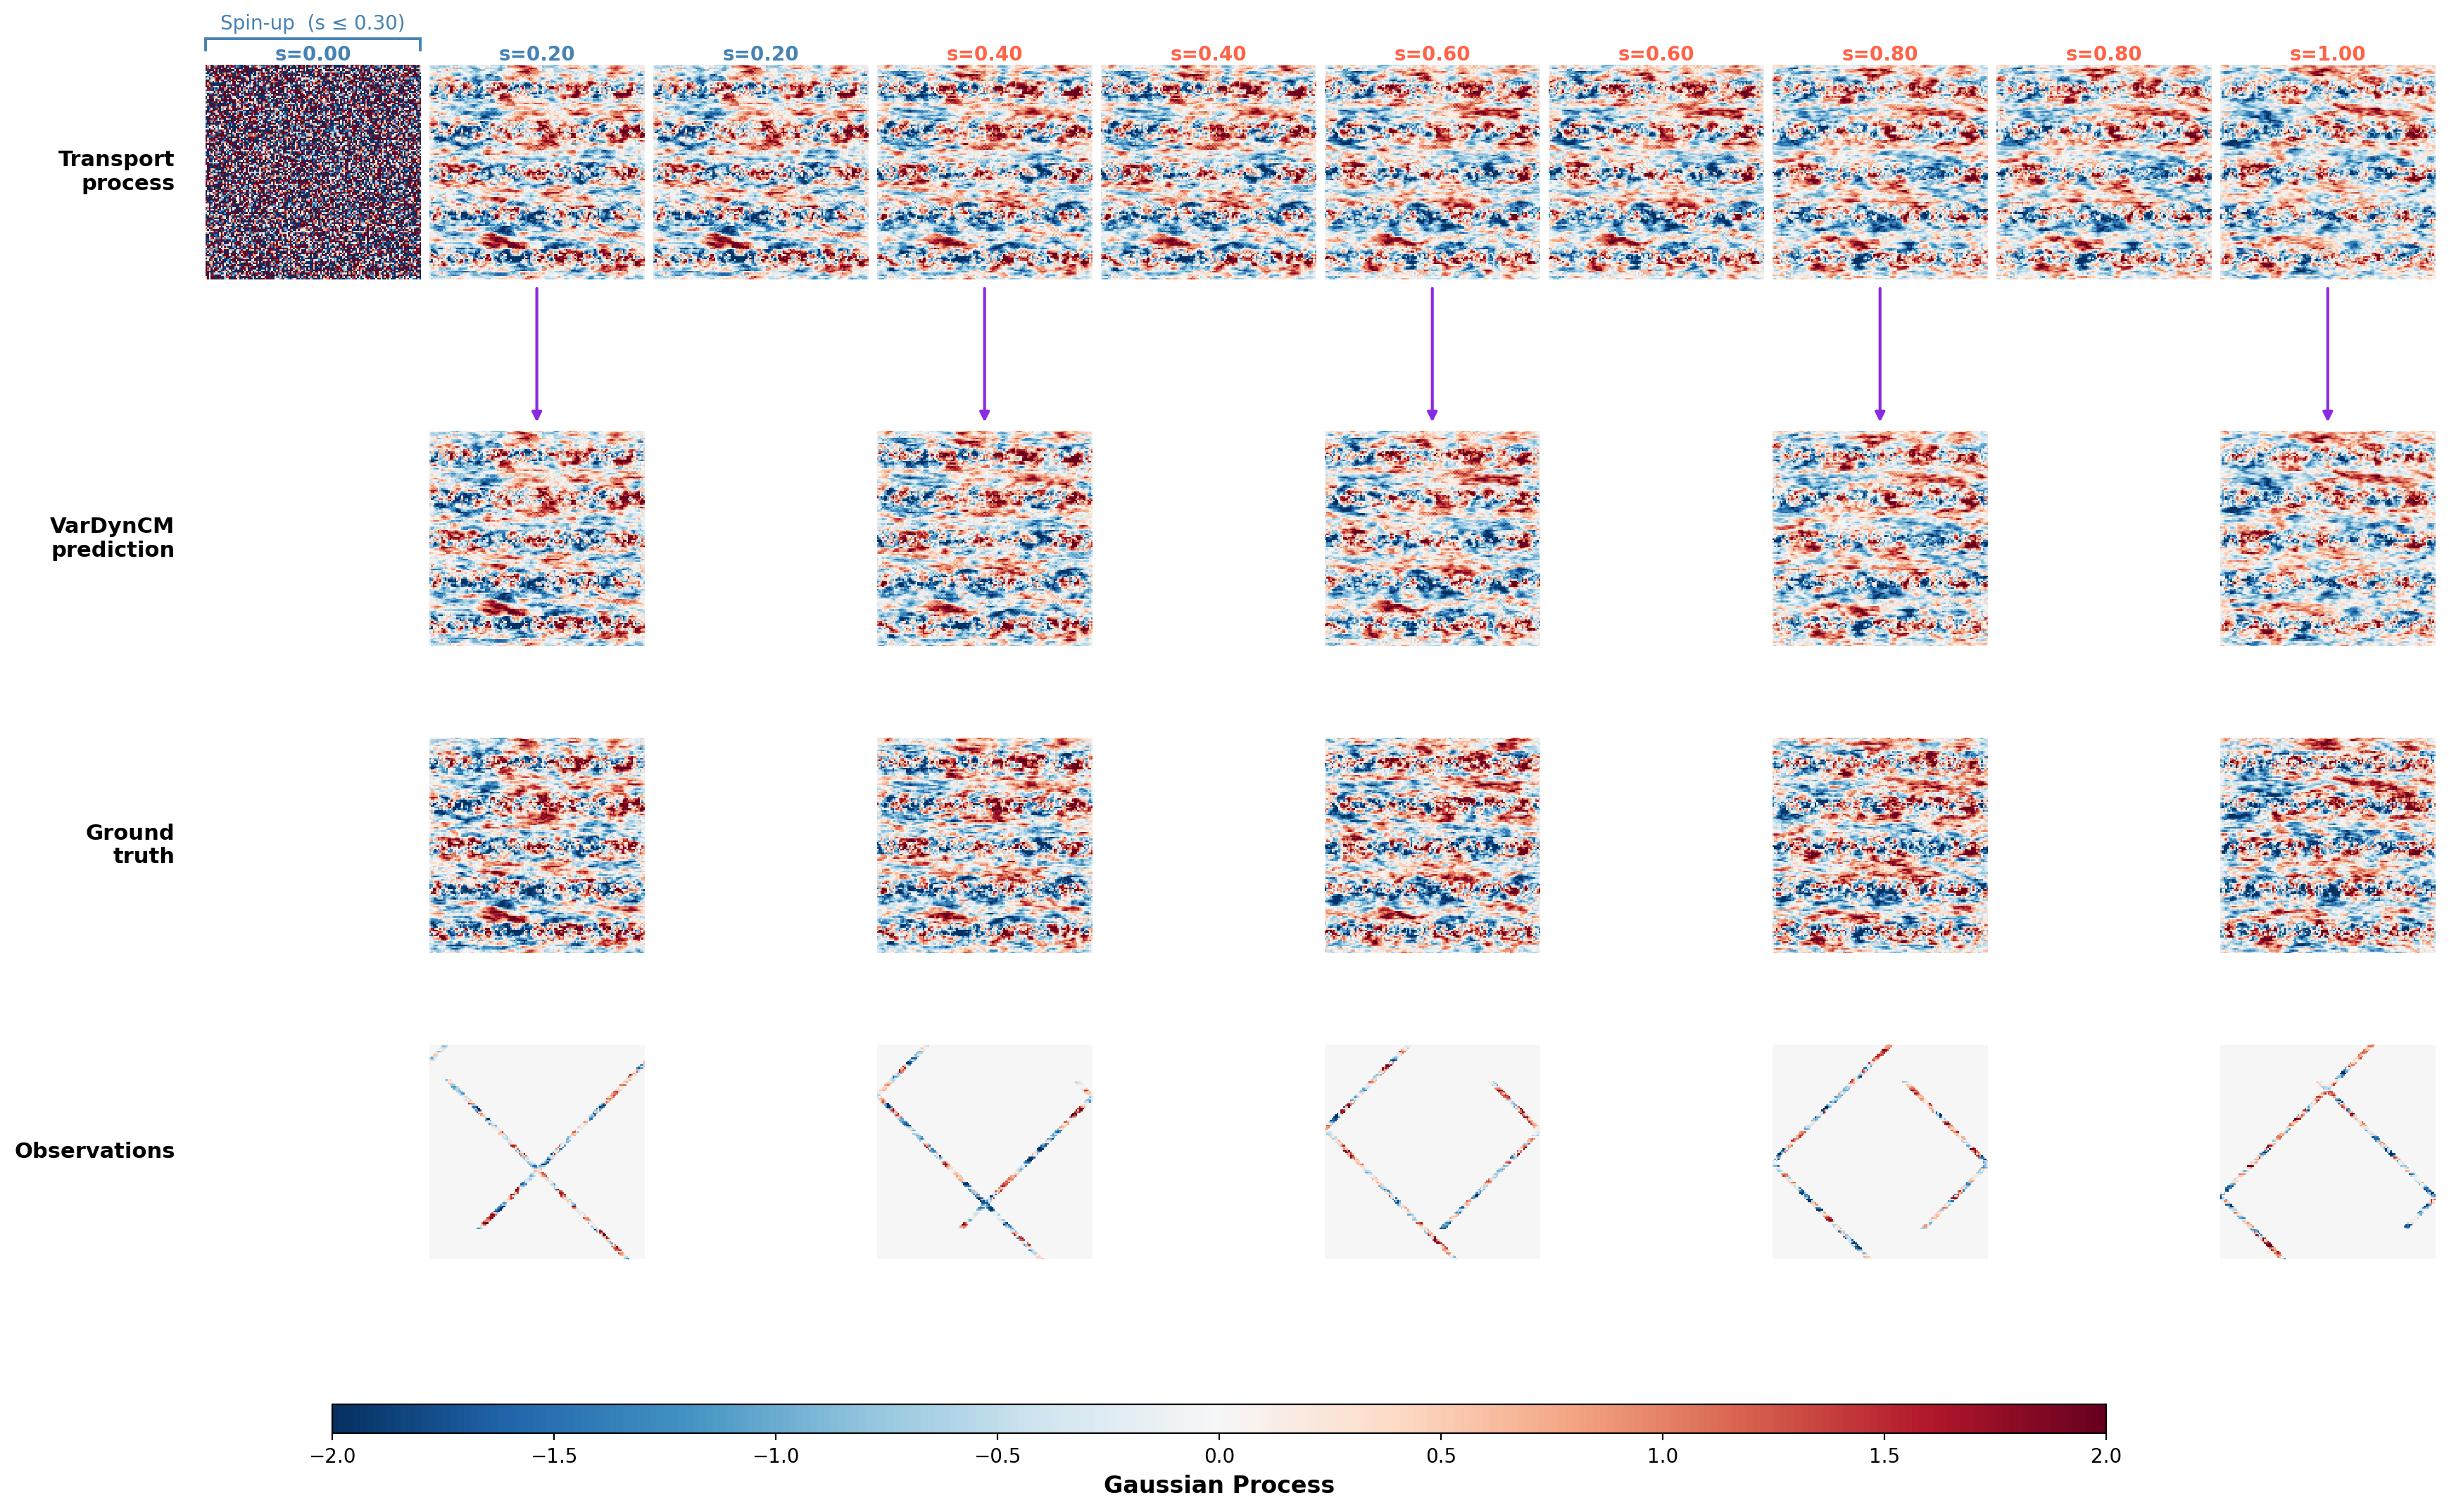 Spin-up  (s ≤ 0.30)
s=0.00 s=0.20 s=0.20 s=0.40 s=0.40 s=0.60 s=0.60 s=0.80 s=0.80 s=1.00
Transport
process
VarDynCM
prediction
Ground
truth
Observations
−2.0 −1.5 −1.0 −0.5 0.0 0.5 1.0 1.5 2.0
Gaussian Process